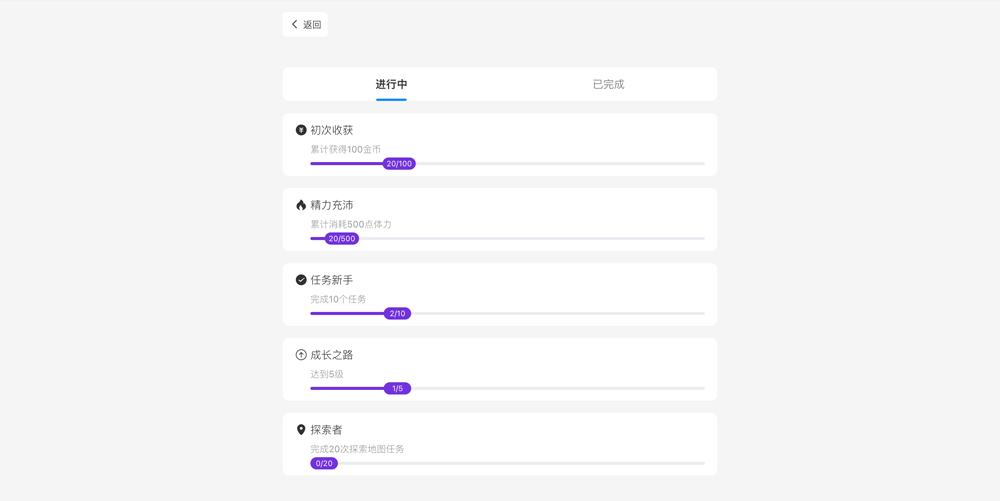 返回
进行中
已完成
初次收获
累计获得100金币
20/100
精力充沛
累计消耗500点体力
20/500
任务新手
完成10个任务
2/10
成长之路
达到5级
1/5
探索者
完成20次探索地图任务
0/20